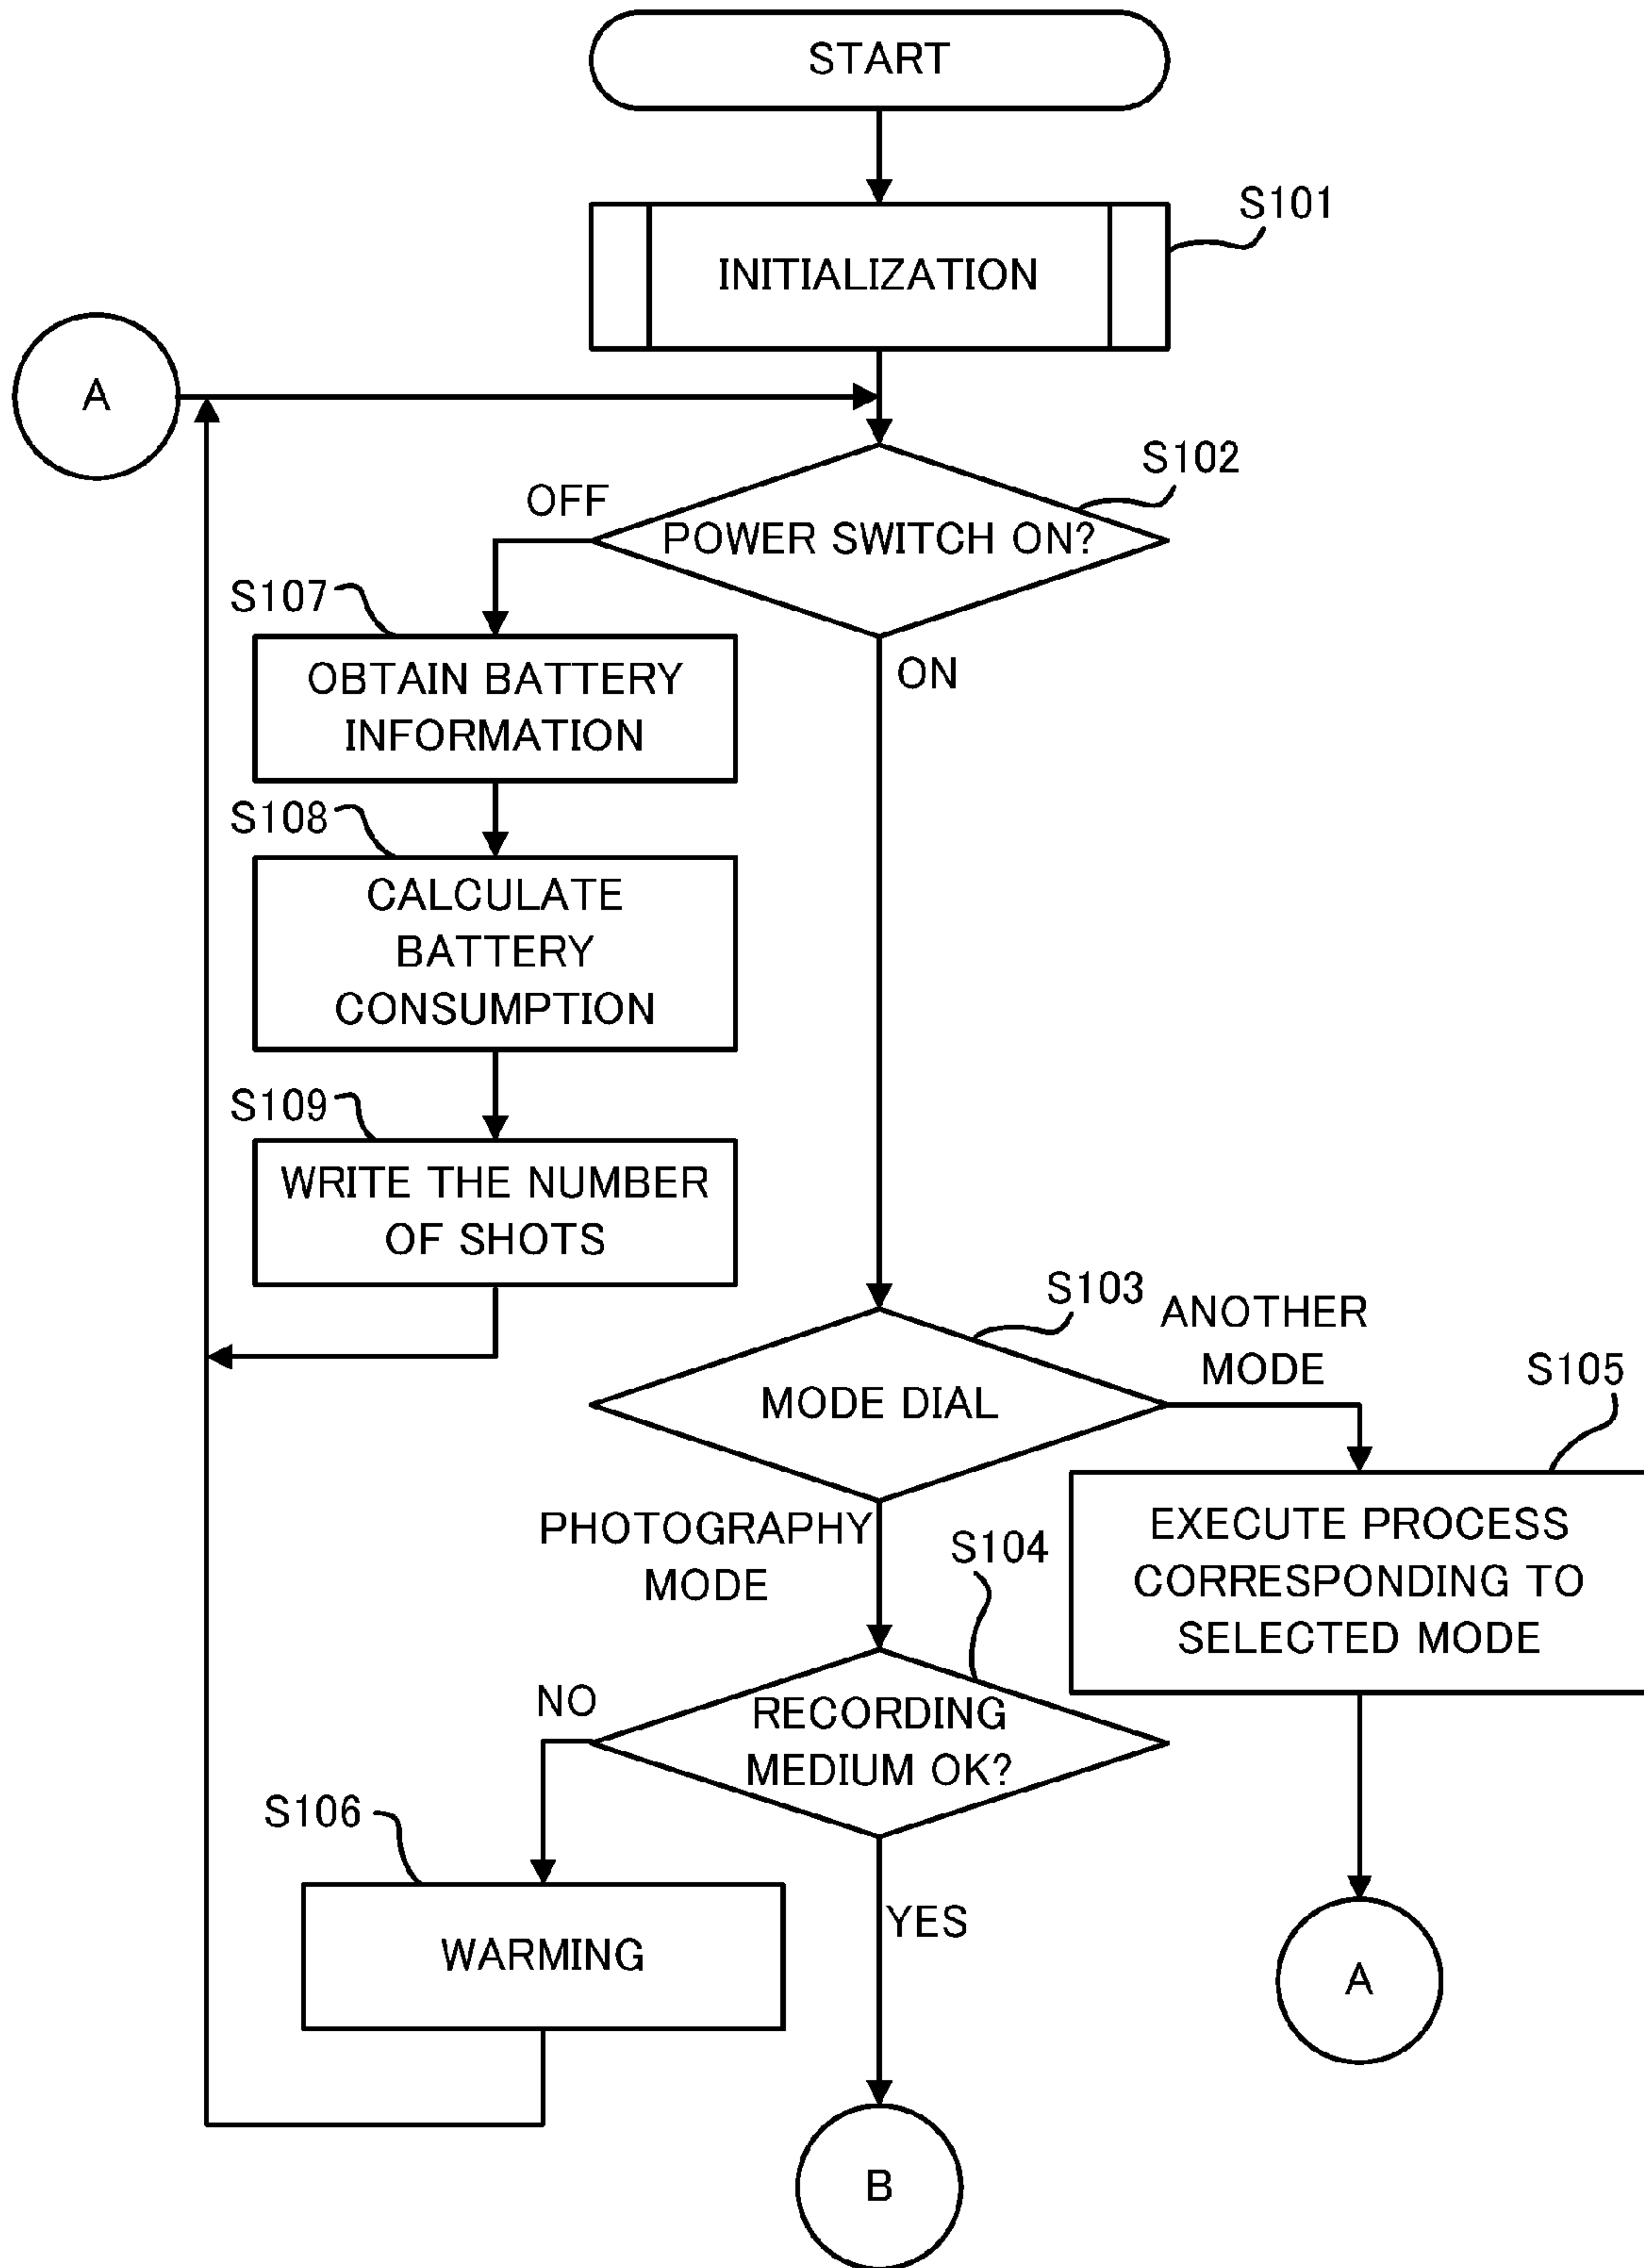 START
S101
INITIALIZATION
A
S102
OFF
POWER SWITCH ON?
S107
ON
OBTAIN BATTERY
INFORMATION
S108
CALCULATE
BATTERY
CONSUMPTION
S109
WRITE THE NUMBER
OF SHOTS
S103
ANOTHER
MODE
S105
MODE DIAL
PHOTOGRAPHY
MODE
S104
EXECUTE PROCESS
CORRESPONDING TO
SELECTED MODE
NO
RECORDING
MEDIUM OK?
S106
YES
WARMING
A
B